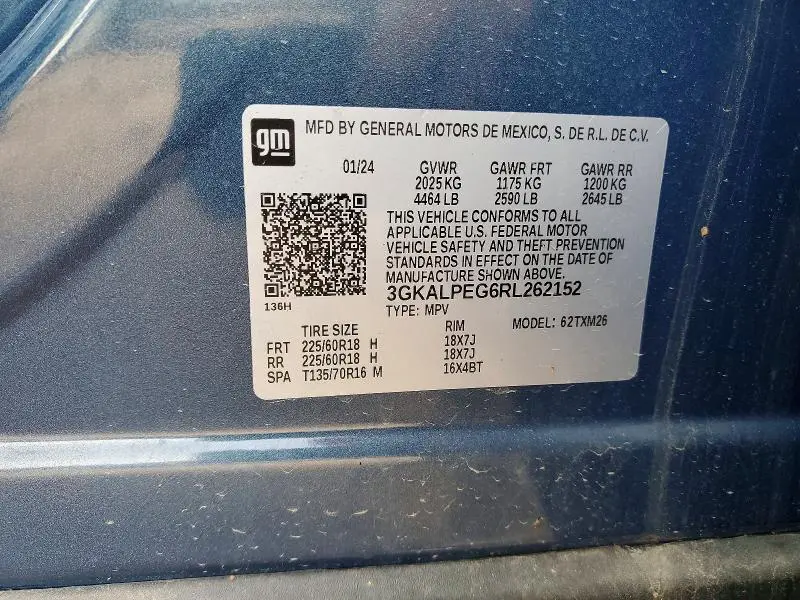 gm
MFD BY GENERAL MOTORS DE MEXICO, S. DE R.L. DE C.V.
01/24 GVWR GAWR FRT GAWR RR
2025 KG 1175 KG 1200 KG
4464 LB 2590 LB 2645 LB
THIS VEHICLE CONFORMS TO ALL
APPLICABLE U.S. FEDERAL MOTOR
VEHICLE SAFETY AND THEFT PREVENTION
STANDARDS IN EFFECT ON THE DATE OF
MANUFACTURE SHOWN ABOVE.
3GKALPEG6RL262152
136H
TYPE: MPV MODEL: 62TXM26
TIRE SIZE RIM
FRT 225/60R18 H 18X7J
RR 225/60R18 H 18X7J
SPA T135/70R16 M 16X4BT